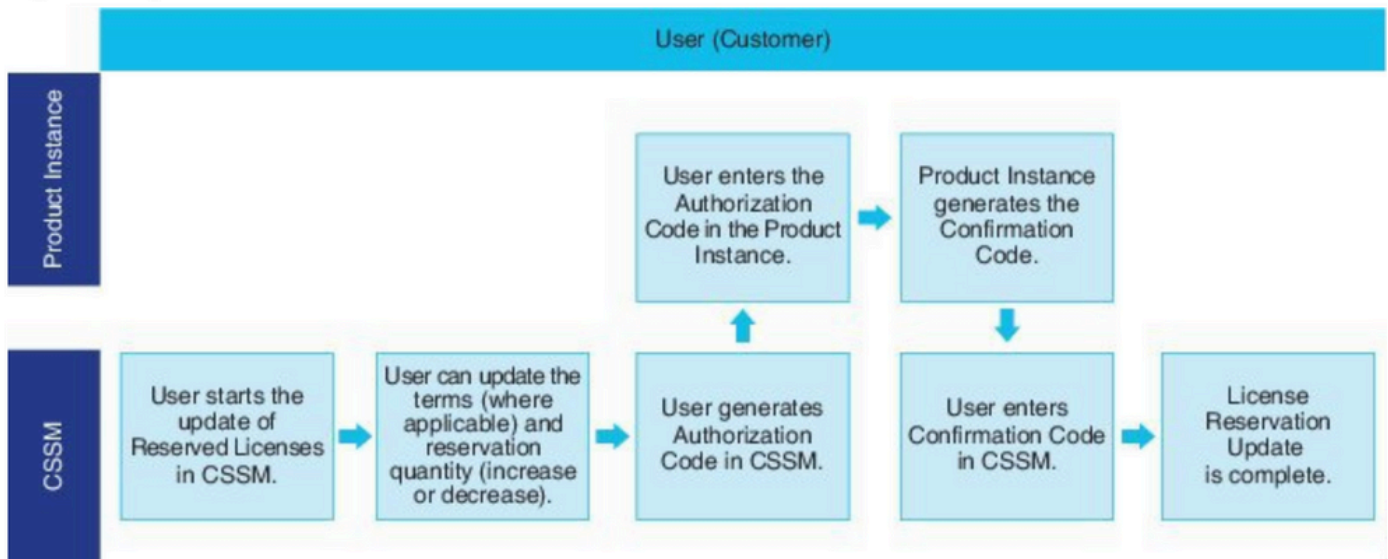 User (Customer)
Product Instance
User enters the
Authorization
Code in the Product
Instance.
Product Instance
generates the
Confirmation
Code.
CSSM
User starts the
update of
Reserved Licenses
in CSSM.
User can update the
terms (where
applicable) and
reservation
quantity (increase
or decrease).
User generates
Authorization
Code in CSSM.
User enters
Confirmation Code
in CSSM.
License
Reservation
Update
is complete.